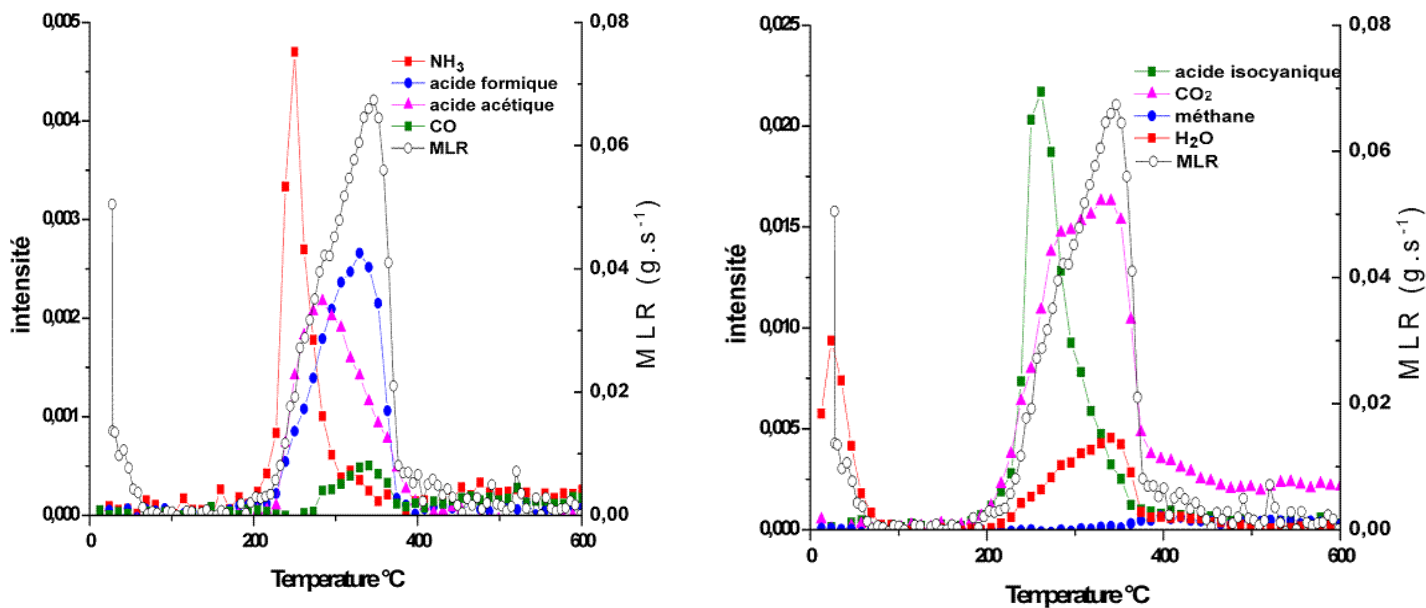 0,005
0,004
0,003
0,002
0,001
0,000
intensité
0,08
0,06
0,04
0,02
0,00
MLR (g.s⁻¹)
NH₃
acide formique
acide acétique
CO
MLR
0
200
400
600
Temperature °C
0,025
0,020
0,015
0,010
0,005
0,000
intensité
0,08
0,06
0,04
0,02
0,00
MLR (g.s⁻¹)
acide isocyanique
CO₂
méthane
H₂O
MLR
0
200
400
600
Temperature °C